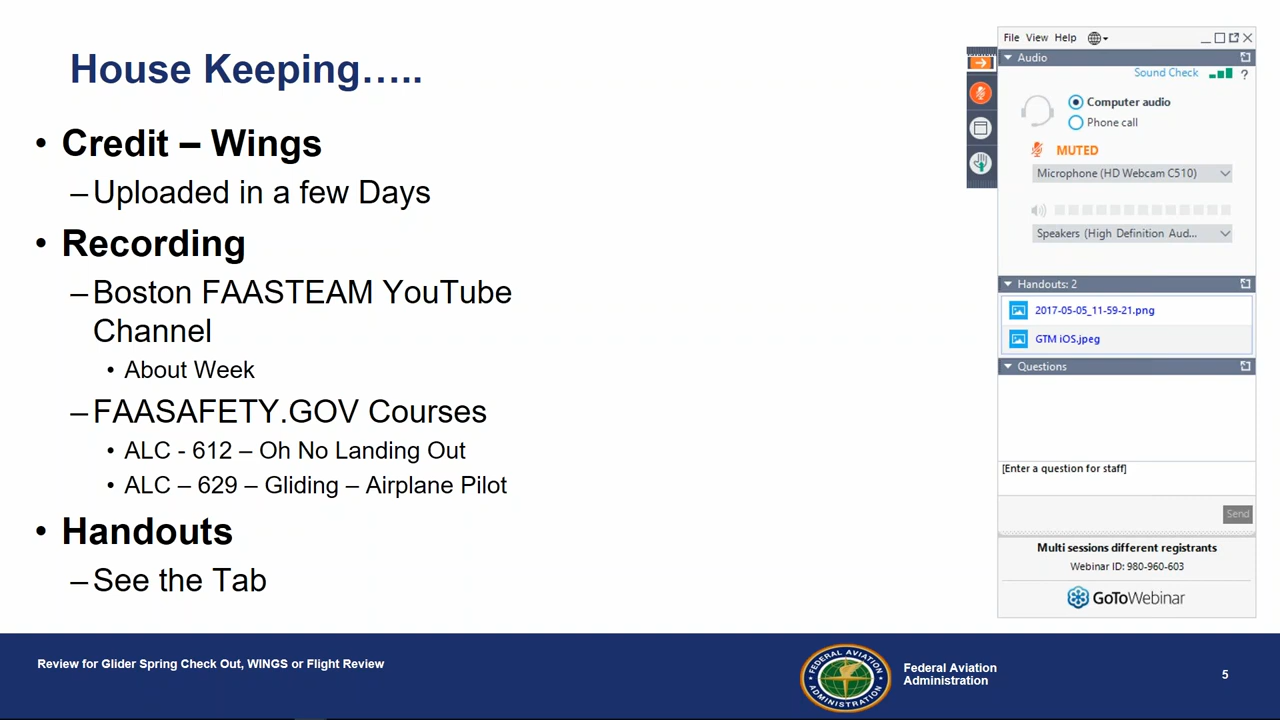 House Keeping…..
• Credit – Wings
–Uploaded in a few Days
• Recording
–Boston FAASTEAM YouTube
Channel
• About Week
–FAASAFETY.GOV Courses
• ALC - 612 – Oh No Landing Out
• ALC – 629 – Gliding – Airplane Pilot
• Handouts
–See the Tab
File View Help
Audio
Sound Check ?
Computer audio
Phone call
MUTED
Microphone (HD Webcam C510)
Speakers (High Definition Aud...
Handouts: 2
2017-05-05_11-59-21.png
GTM iOS.jpeg
Questions
[Enter a question for staff]
Send
Multi sessions different registrants
Webinar ID: 980-960-603
GoToWebinar
Review for Glider Spring Check Out, WINGS or Flight Review
FEDERAL AVIATION
ADMINISTRATION
Federal Aviation
Administration
5